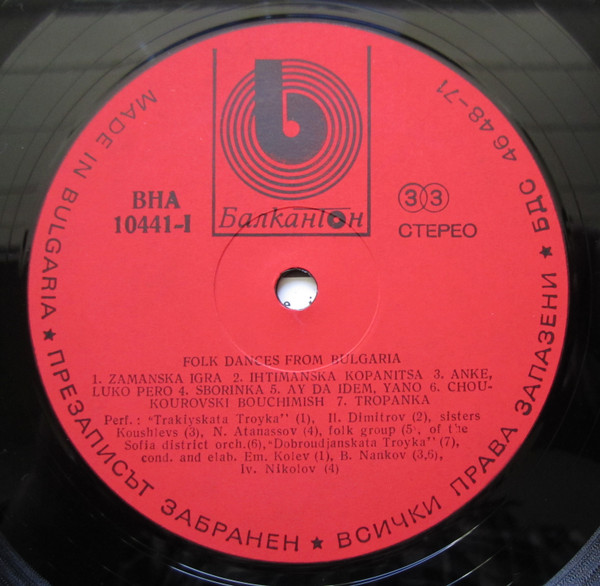 Балкантон
ВНА
10441-I
33
СТЕРЕО
FOLK DANCES FROM BULGARIA
1. ZAMANSKA IGRA 2. IHTIMANSKA KOPANITSA 3. ANKE,
LUKO PERO 4. SBORINKA 5. AY DA IDEM, YANO 6. CHOU-
KOUROVSKI BOUCHIMISH 7. TROPANKA
Perf.: "Trakiyskata Troyka" (1), Il. Dimitrov (2), sisters
Koushlevs (3), N. Atanassov (4), folk group (5), of the
Sofia district orch.(6), "Dobroudjanskata Troyka" (7),
cond. and elab. Em. Kolev (1), B. Nankov (3,6),
Iv. Nikolov (4)
MADE IN BULGARIA ★ ПРЕЗАПИСЪТ ЗАБРАНЕН ★ ВСИЧКИ ПРАВА ЗАПАЗЕНИ ★ БДС 4648-71